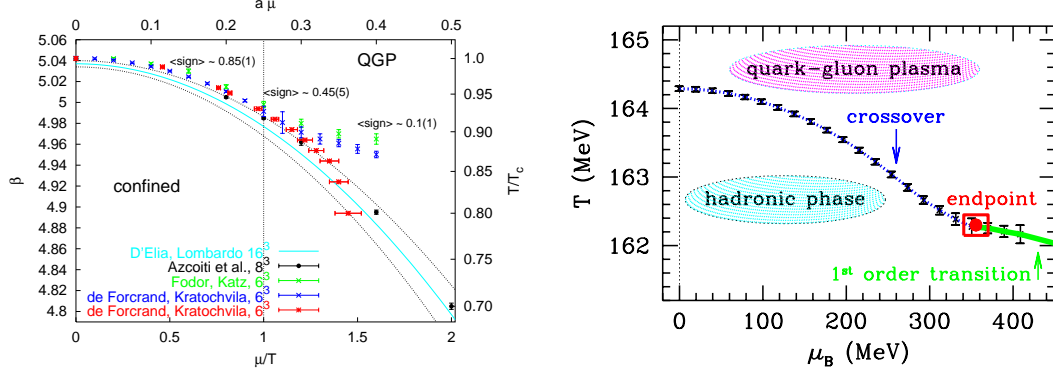 a μ
0 0.1 0.2 0.3 0.4 0.5
5.06
5.04
5.02
5
4.98
4.96
4.94
4.92
4.9
4.88
4.86
4.84
4.82
4.8
β
<sign> ~ 0.85(1)
QGP
<sign> ~ 0.45(5)
<sign> ~ 0.1(1)
confined
D'Elia, Lombardo 16³
Azcoiti et al., 8³
Fodor, Katz, 6³
de Forcrand, Kratochvila, 6³
de Forcrand, Kratochvila, 6³
1.0
0.95
0.90
0.85
0.80
0.70
T/T_c
0 0.5 1.0 1.5 2
μ/T
165
164
163
162
T (MeV)
quark-gluon plasma
crossover
hadronic phase
endpoint
1st order transition
0 100 200 300 400
μ_B (MeV)